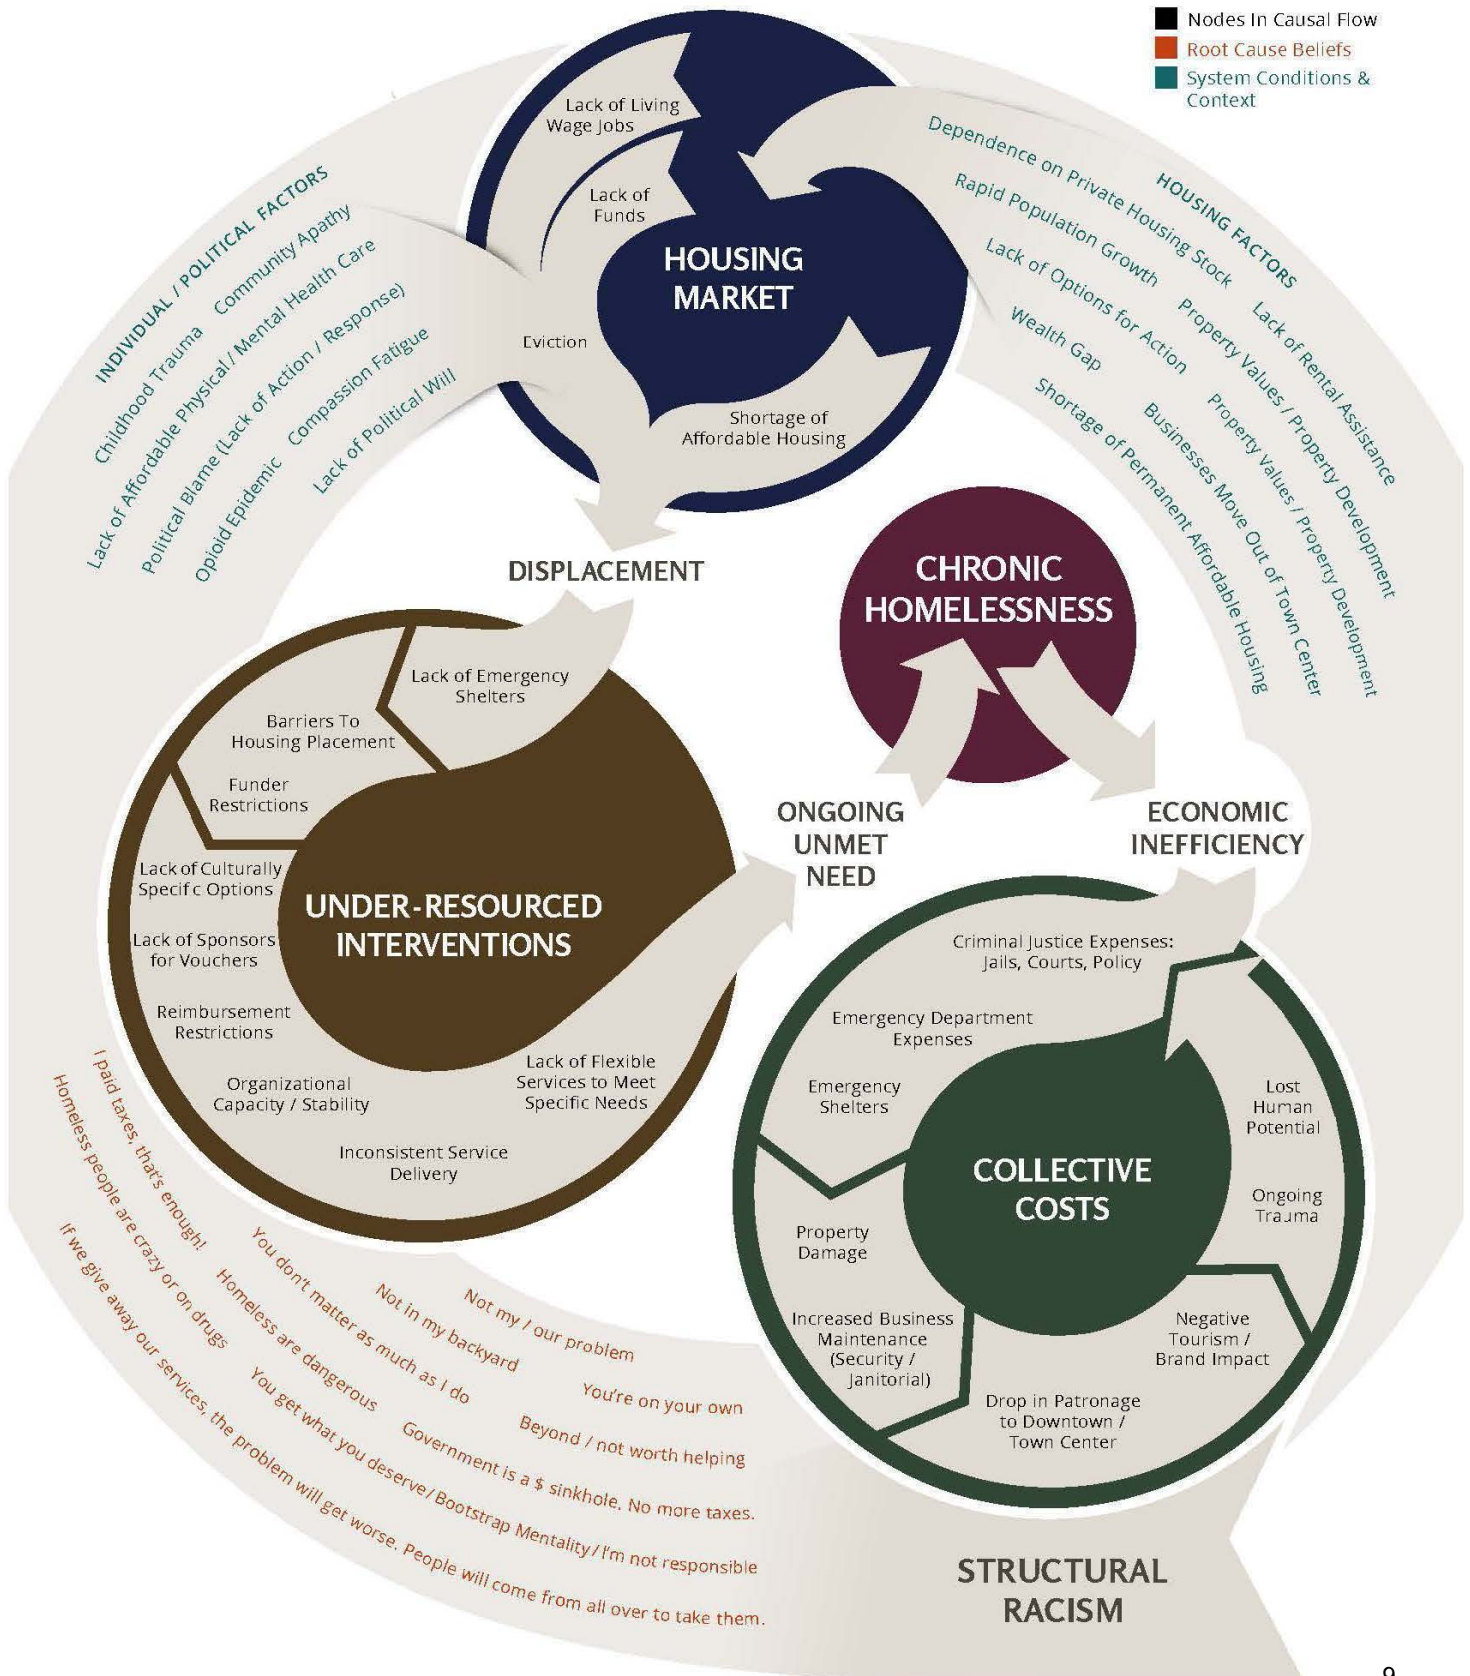 Nodes In Causal Flow
Root Cause Beliefs
System Conditions &
Context
Lack of Living
Wage Jobs
Lack of
Funds
HOUSING
MARKET
Eviction
Shortage of
Affordable Housing
INDIVIDUAL / POLITICAL FACTORS
Childhood Trauma
Community Apathy
Lack of Affordable Physical / Mental Health Care
Political Blame (Lack of Action / Response)
Opioid Epidemic
Compassion Fatigue
Lack of Political Will
HOUSING FACTORS
Dependence on Private Housing Stock
Lack of Rental Assistance
Rapid Population Growth
Property Values / Property Development
Lack of Options for Action
Property Values / Property Development
Wealth Gap
Businesses Move Out of Town Center
Shortage of Permanent Affordable Housing
DISPLACEMENT
CHRONIC
HOMELESSNESS
Lack of Emergency
Shelters
Barriers To
Housing Placement
Funder
Restrictions
Lack of Culturally
Specific Options
Lack of Sponsors
for Vouchers
Reimbursement
Restrictions
Organizational
Capacity / Stability
Inconsistent Service
Delivery
Lack of Flexible
Services to Meet
Specific Needs
UNDER-RESOURCED
INTERVENTIONS
ONGOING
UNMET
NEED
ECONOMIC
INEFFICIENCY
Criminal Justice Expenses:
Jails, Courts, Policy
Emergency Department
Expenses
Emergency
Shelters
Property
Damage
Increased Business
Maintenance
(Security /
Janitorial)
Drop in Patronage
to Downtown /
Town Center
Negative
Tourism /
Brand Impact
Ongoing
Trauma
Lost
Human
Potential
COLLECTIVE
COSTS
I paid taxes, that's enough!
Homeless people are crazy or on drugs
If we give away our services, the problem will get worse. People will come from all over to take them.
You don't matter as much as I do
Homeless are dangerous
Not in my backyard
Not my / our problem
You're on your own
Beyond / not worth helping
Government is a $ sinkhole. No more taxes.
You get what you deserve / Bootstrap Mentality / I'm not responsible
STRUCTURAL
RACISM
9